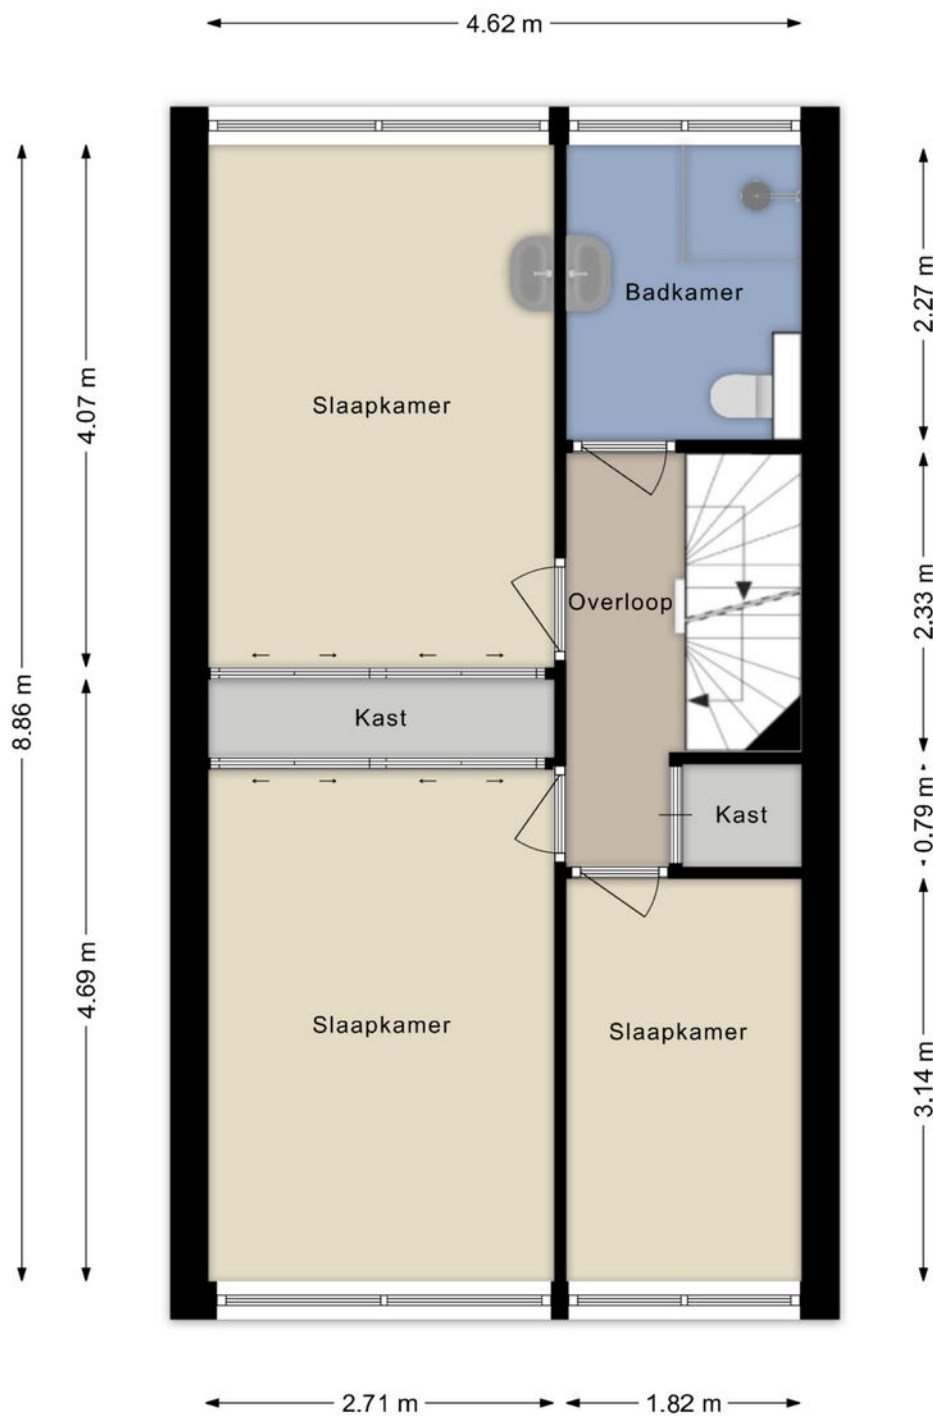 4.62 m
Badkamer
2.27 m
Slaapkamer
4.07 m
Overloop
2.33 m
8.86 m
Kast
Kast
0.79 m
4.69 m
Slaapkamer
Slaapkamer
3.14 m
2.71 m
1.82 m